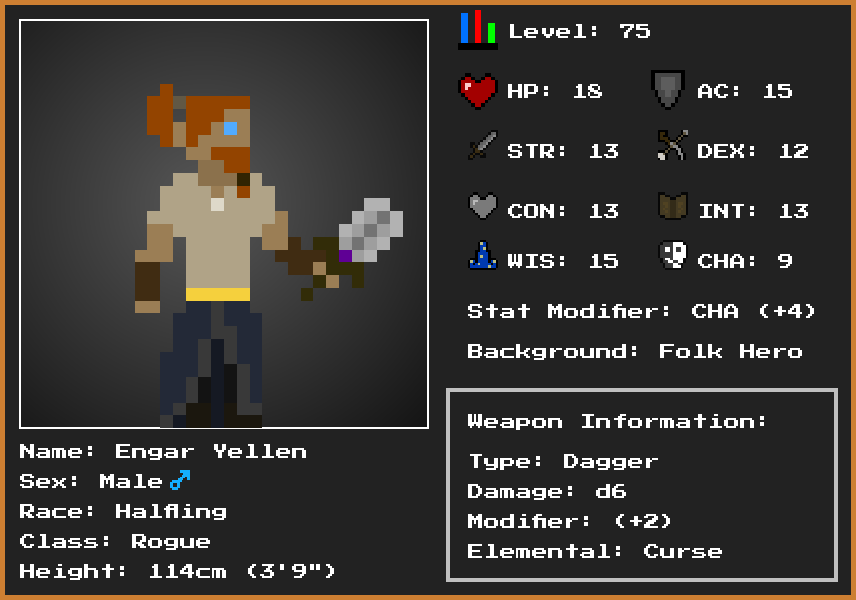 Level: 75
HP: 18
AC: 15
STR: 13
DEX: 12
CON: 13
INT: 13
WIS: 15
CHA: 9
Stat Modifier: CHA (+4)
Background: Folk Hero
Weapon Information:
Type: Dagger
Damage: d6
Modifier: (+2)
Elemental: Curse
Name: Engar Yellen
Sex: Male ♂
Race: Halfling
Class: Rogue
Height: 114cm (3'9")